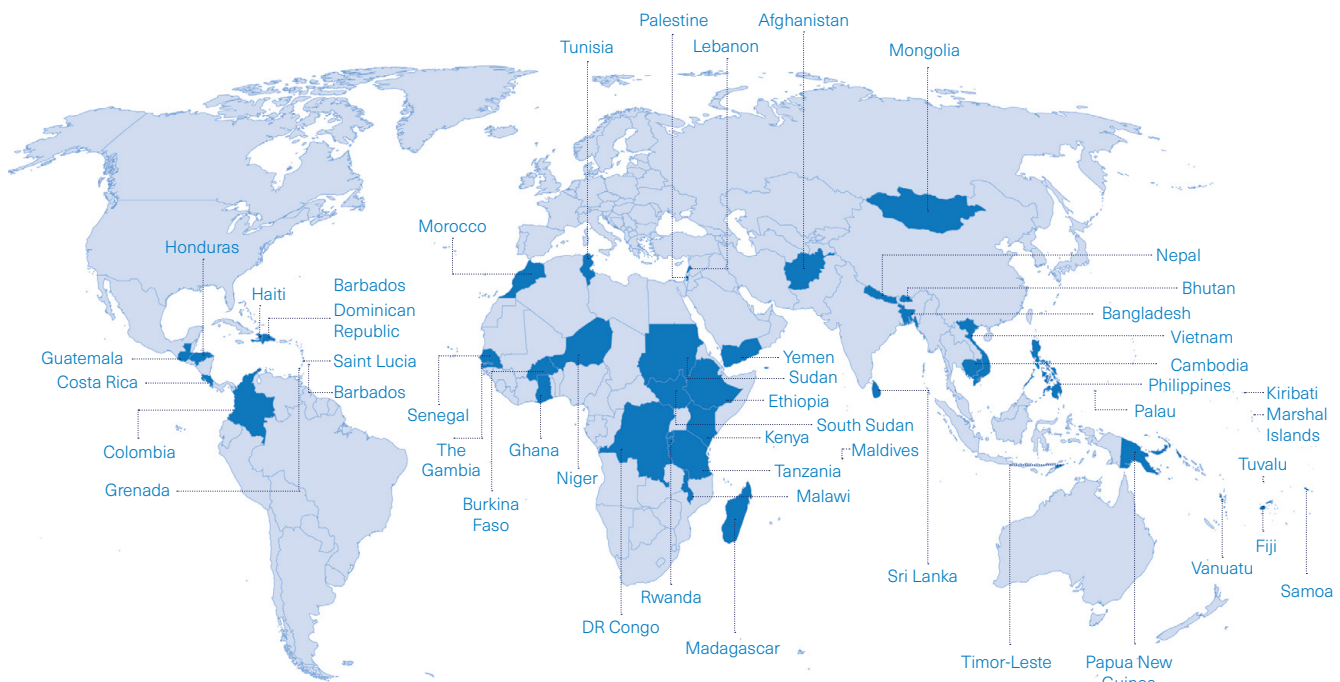 Palestine
Afghanistan
Tunisia
Lebanon
Mongolia
Morocco
Honduras
Nepal
Haiti
Barbados
Bhutan
Dominican
Republic
Bangladesh
Vietnam
Guatemala
Saint Lucia
Yemen
Cambodia
Costa Rica
Barbados
Sudan
Philippines
Kiribati
Senegal
Ethiopia
Palau
Marshal
Islands
Colombia
The
Gambia
Ghana
South Sudan
Kenya
Maldives
Tuvalu
Grenada
Niger
Tanzania
Burkina
Faso
Malawi
Fiji
Sri Lanka
Vanuatu
Samoa
Rwanda
DR Congo
Madagascar
Timor-Leste
Papua New
Guinea